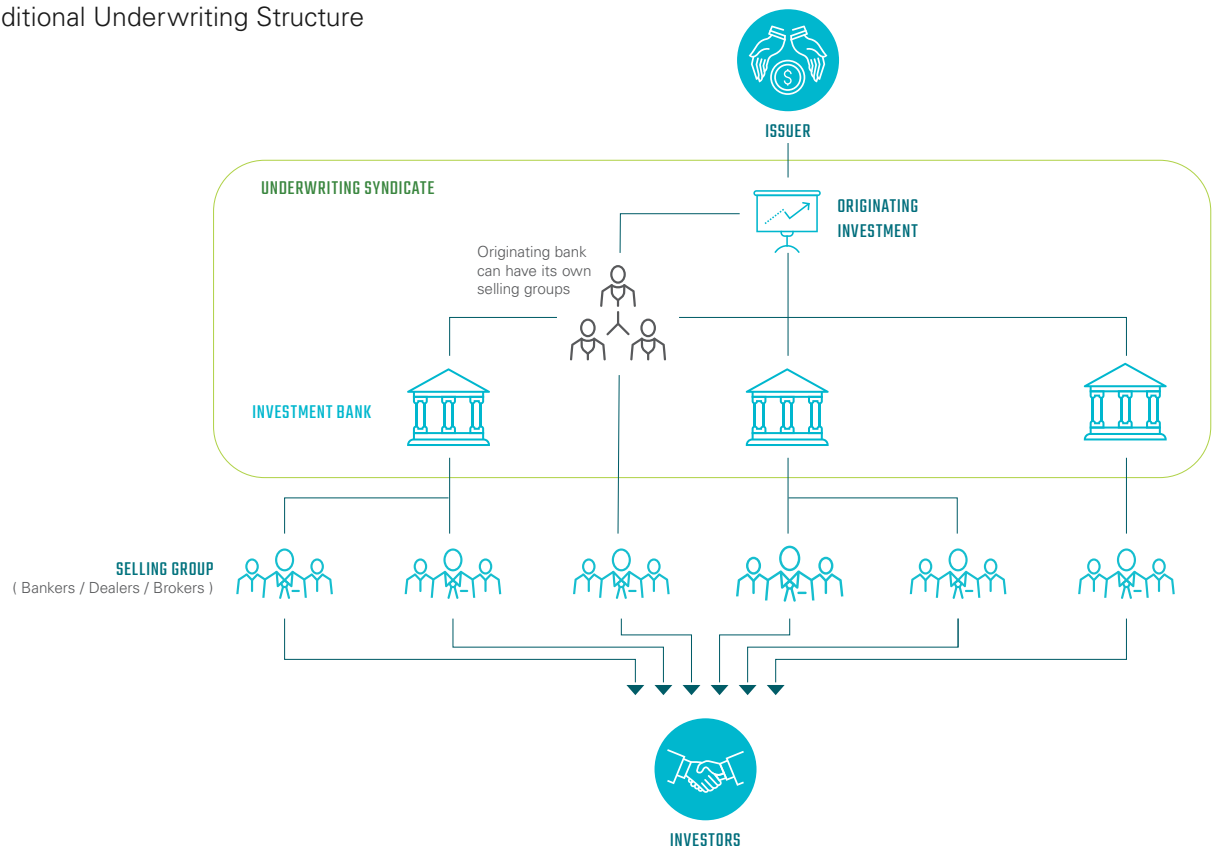 ditional Underwriting Structure
ISSUER
UNDERWRITING SYNDICATE
ORIGINATING
INVESTMENT
Originating bank
can have its own
selling groups
INVESTMENT BANK
SELLING GROUP
( Bankers / Dealers / Brokers )
INVESTORS